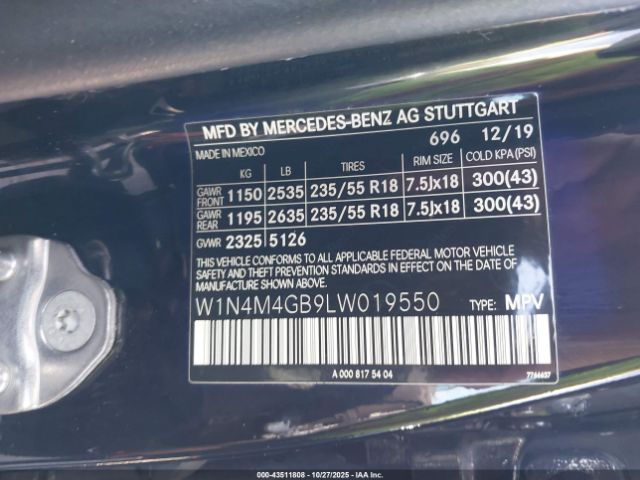 MFD BY MERCEDES-BENZ AG STUTTGART
MADE IN MEXICO 696 12/19
KG LB TIRES RIM SIZE COLD KPA (PSI)
GAWR FRONT 1150 2535 235/55 R18 7.5Jx18 300(43)
GAWR REAR 1195 2635 235/55 R18 7.5Jx18 300(43)
GVWR 2325 5126
THIS VEHICLE CONFORMS TO ALL APPLICABLE FEDERAL MOTOR VEHICLE
SAFETY AND THEFT PREVENTION STANDARDS IN EFFECT ON THE DATE OF
MANUFACTURE SHOWN ABOVE.
W1N4M4GB9LW019550 TYPE: MPV
A 000 817 54 04
000-43511808 | 10/27/2025 | Copyright © IAA